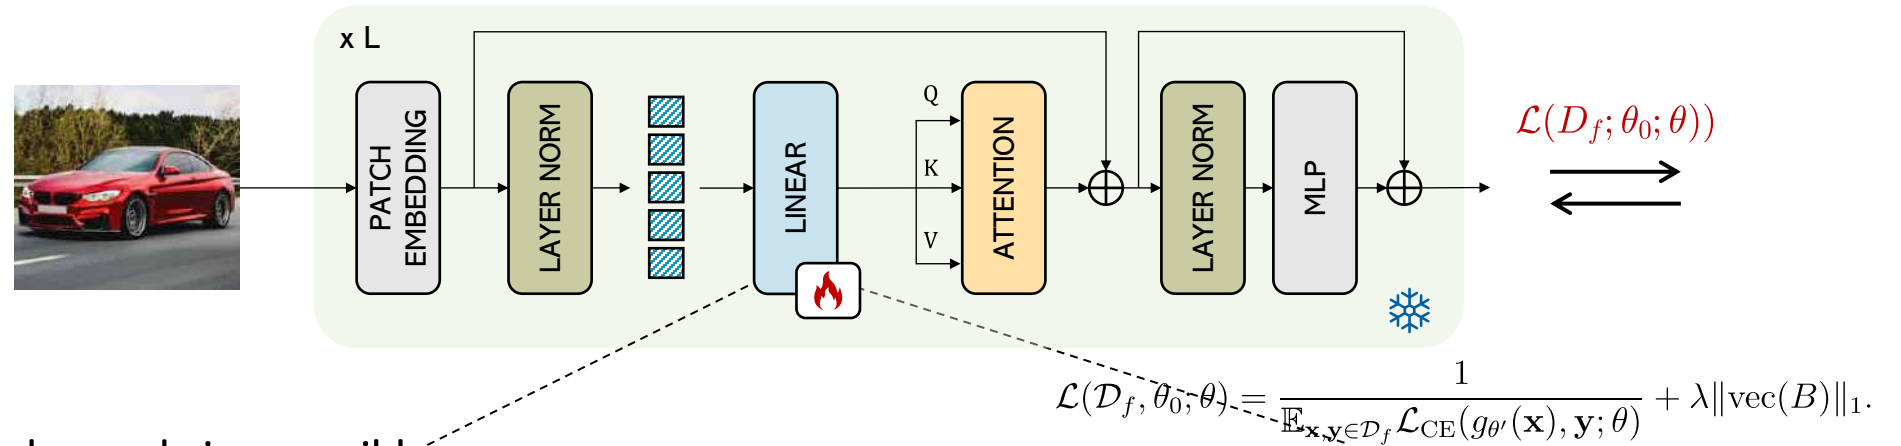 x L
PATCH
EMBEDDING
LAYER NORM
LINEAR
Q
K
V
ATTENTION
LAYER NORM
MLP
ℒ(D_f; θ_0; θ))
ℒ(𝒟_f, θ_0; θ) = 1 / 𝔼_{x,y∈𝒟_f} ℒ_CE(g_θ′(x), y; θ) + λ‖vec(B)‖_1.